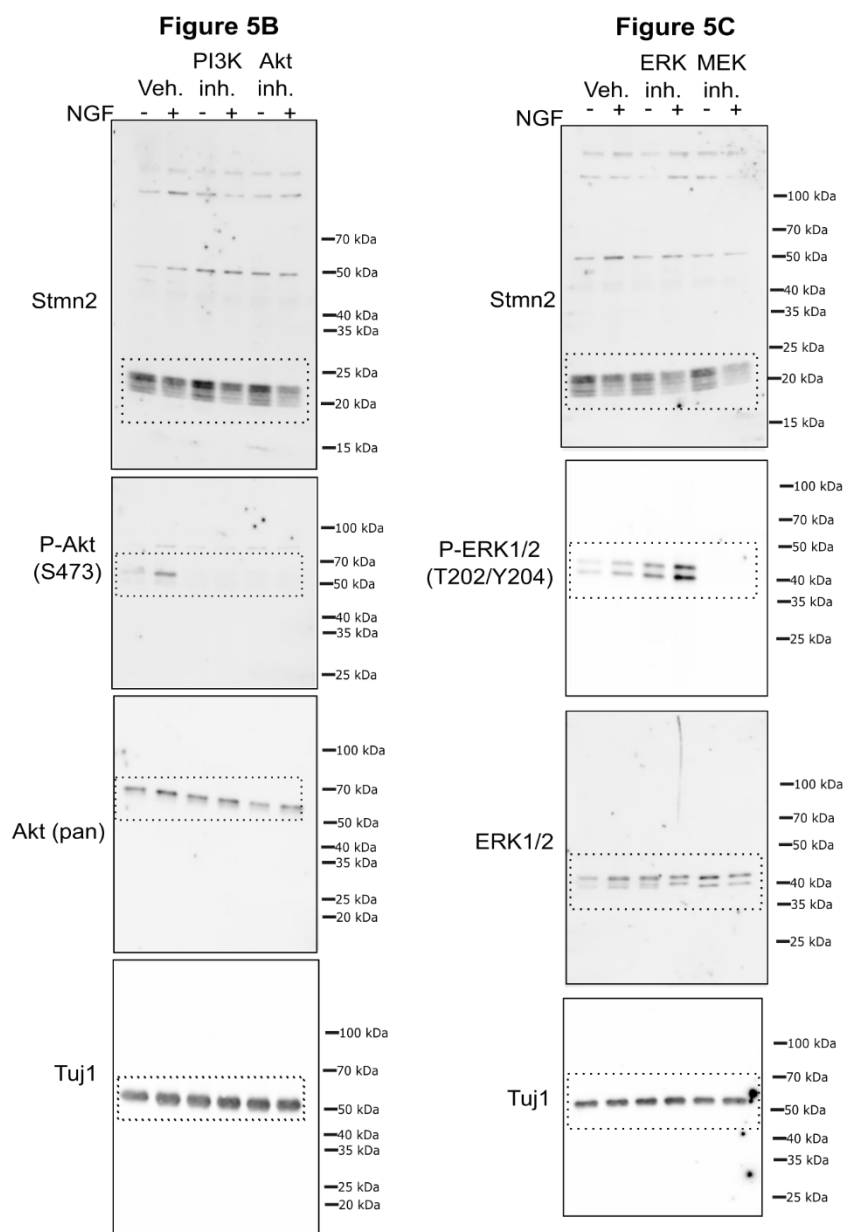 Figure 5B
PI3K Akt
Veh. inh. inh.
NGF - + - + - +
Stmn2
70 kDa
50 kDa
40 kDa
35 kDa
25 kDa
20 kDa
15 kDa
P-Akt
(S473)
100 kDa
70 kDa
50 kDa
40 kDa
35 kDa
25 kDa
Akt (pan)
100 kDa
70 kDa
50 kDa
40 kDa
35 kDa
25 kDa
20 kDa
Tuj1
100 kDa
70 kDa
50 kDa
40 kDa
35 kDa
25 kDa
20 kDa
Figure 5C
ERK MEK
Veh. inh. inh.
NGF - + - + - +
Stmn2
100 kDa
70 kDa
50 kDa
40 kDa
35 kDa
25 kDa
20 kDa
15 kDa
P-ERK1/2
(T202/Y204)
100 kDa
70 kDa
50 kDa
40 kDa
35 kDa
25 kDa
ERK1/2
100 kDa
70 kDa
50 kDa
40 kDa
35 kDa
25 kDa
Tuj1
100 kDa
70 kDa
50 kDa
40 kDa
35 kDa
25 kDa